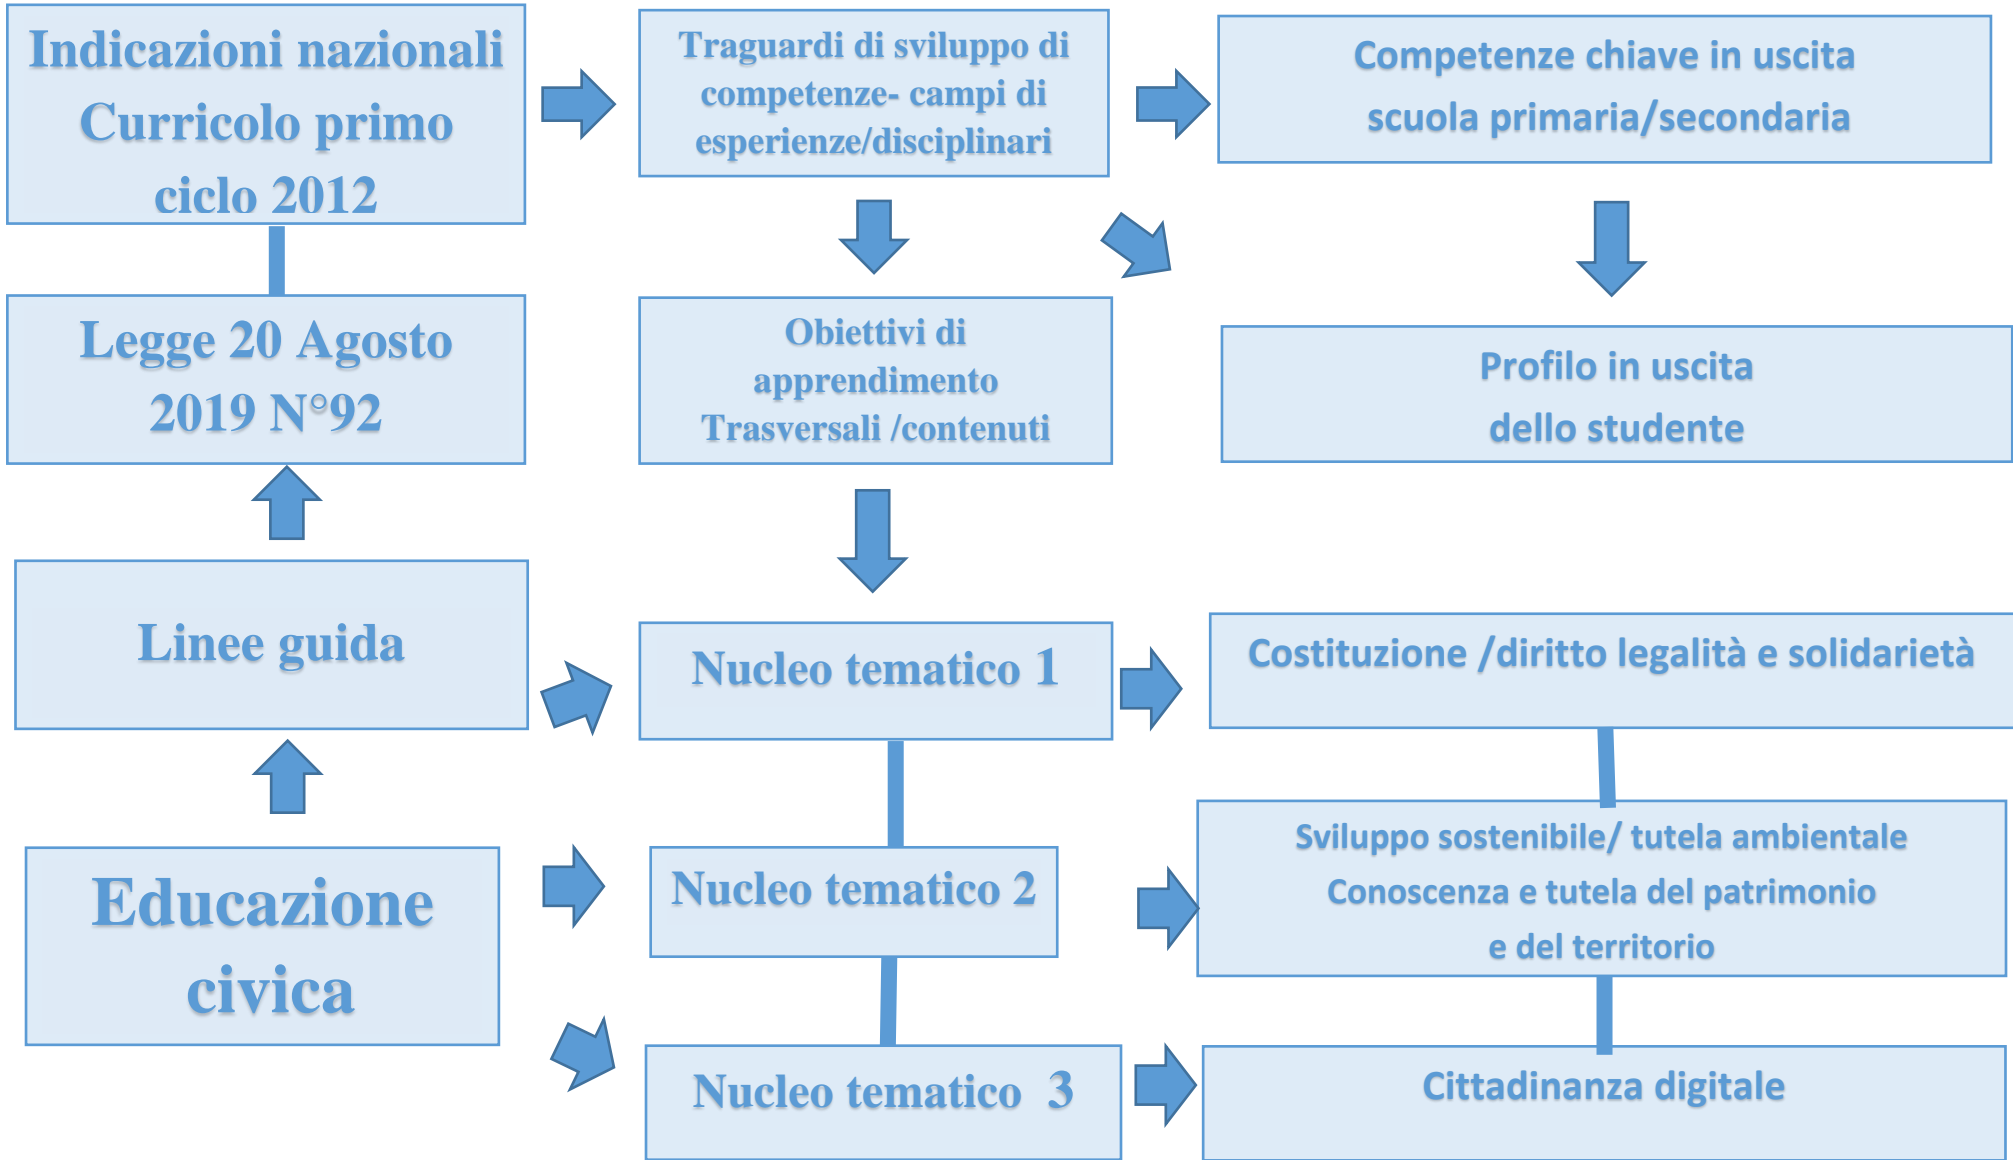 Indicazioni nazionali
Curricolo primo
ciclo 2012
Traguardi di sviluppo di
competenze- campi di
esperienze/disciplinari
Competenze chiave in uscita
scuola primaria/secondaria
Legge 20 Agosto
2019 N°92
Obiettivi di
apprendimento
Trasversali /contenuti
Profilo in uscita
dello studente
Linee guida
Nucleo tematico 1
Costituzione /diritto legalità e solidarietà
Educazione
civica
Nucleo tematico 2
Sviluppo sostenibile/ tutela ambientale
Conoscenza e tutela del patrimonio
e del territorio
Nucleo tematico  3
Cittadinanza digitale